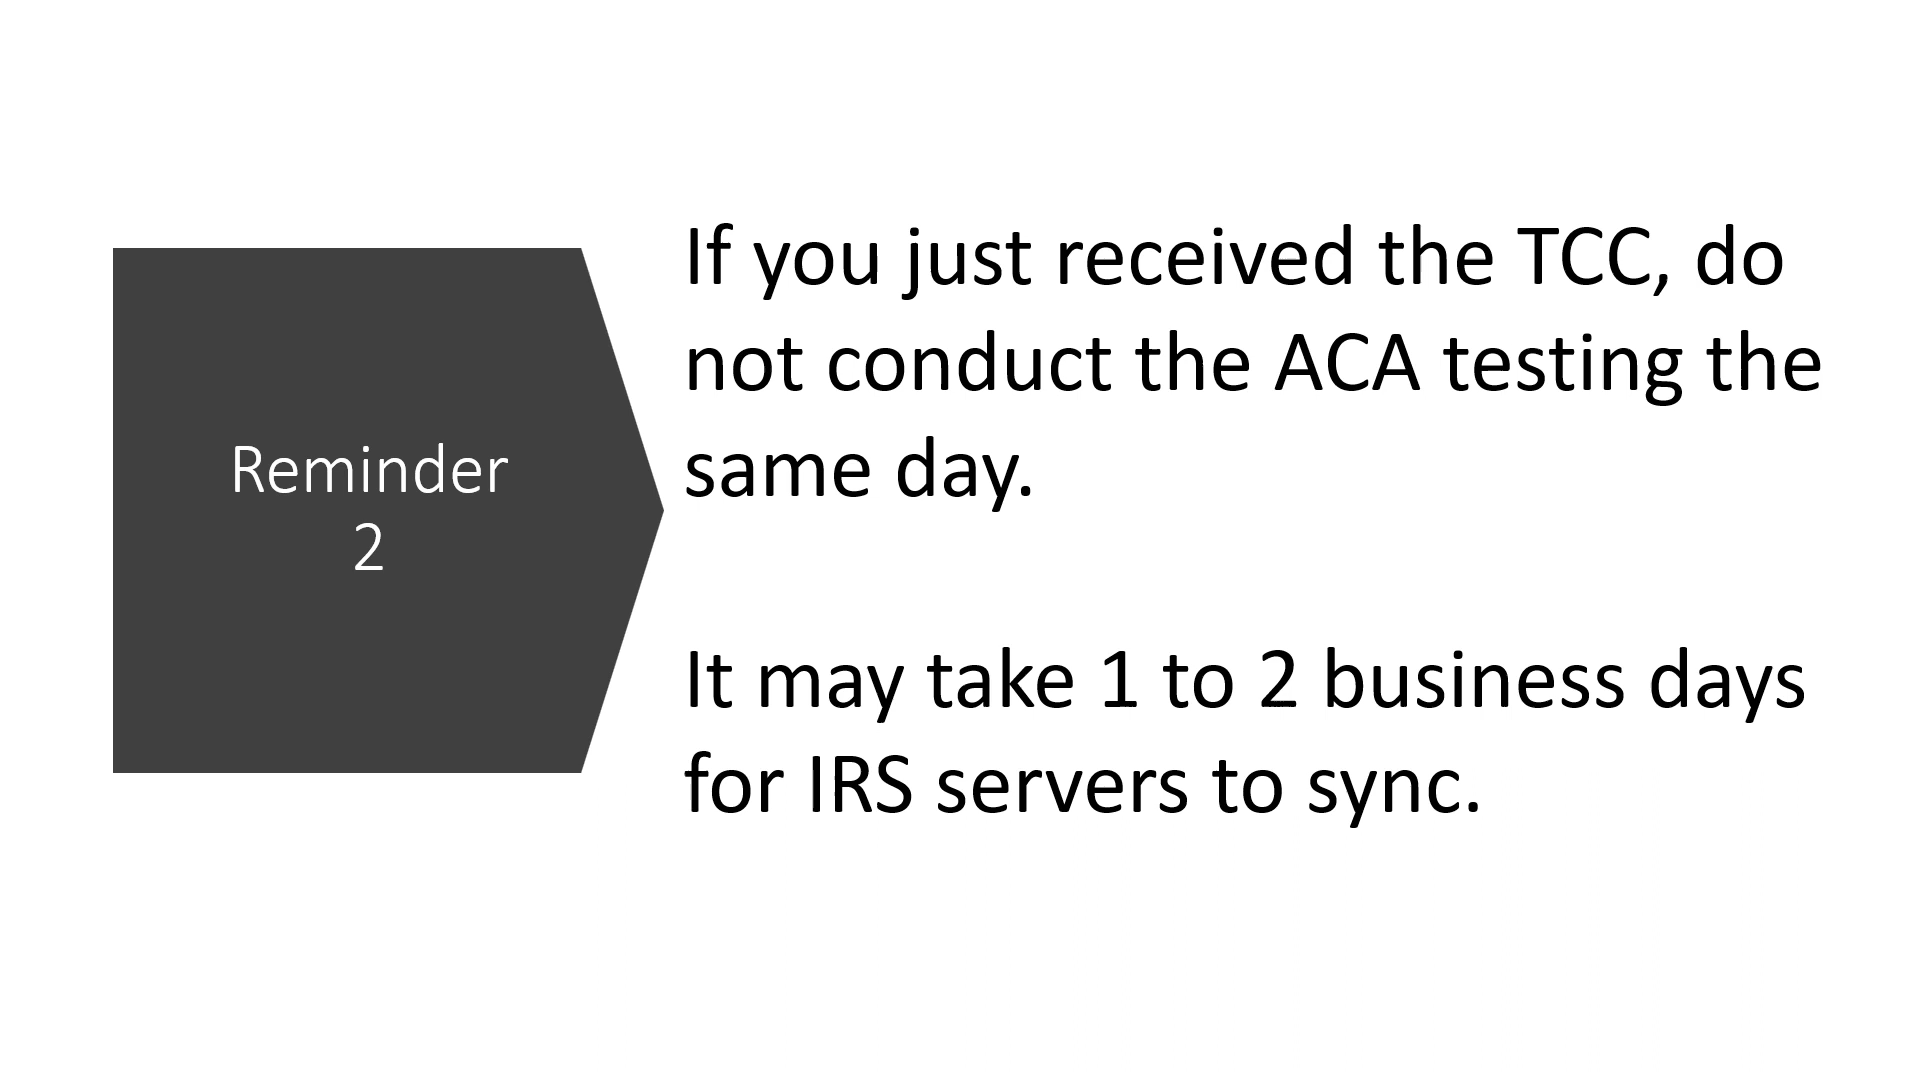 Reminder
2
If you just received the TCC, do
not conduct the ACA testing the
same day.
It may take 1 to 2 business days
for IRS servers to sync.